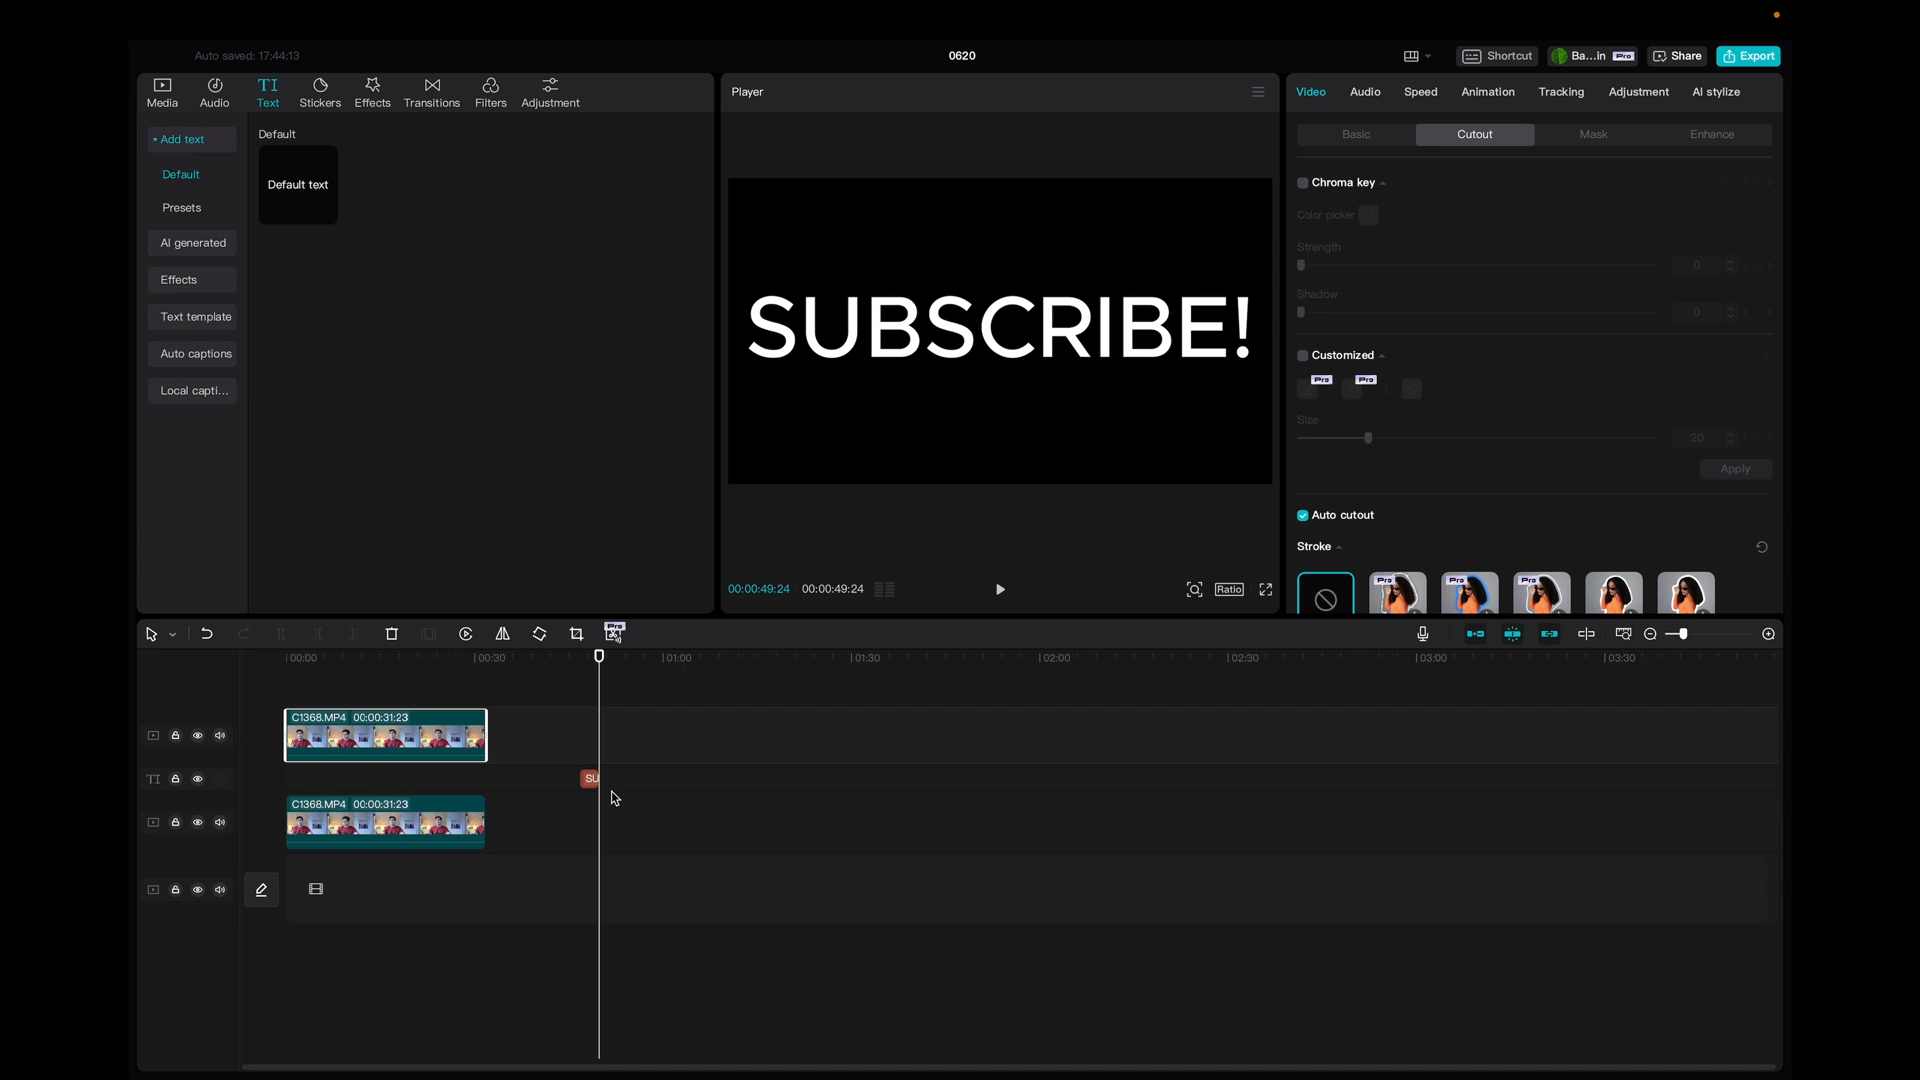 Auto saved: 17:44:13
0620
Shortcut
Ba...in
Pro
Share
Export
Media
Audio
TI
Text
Stickers
Effects
Transitions
Filters
Adjustment
Add text
Default
Presets
AI generated
Effects
Text template
Auto captions
Local capti...
Default
Default text
Player
SUBSCRIBE!
00:00:49:24
00:00:49:24
Ratio
Video
Audio
Speed
Animation
Tracking
Adjustment
AI stylize
Basic
Cutout
Mask
Enhance
Chroma key
Color picker
Strength
0
Shadow
0
Customized
Pro
Pro
Size
20
Apply
Auto cutout
Stroke
Pro
Pro
Pro
Pro
00:00
00:30
01:00
01:30
02:00
02:30
03:00
03:30
C1368.MP4 00:00:31:23
TI
SU
C1368.MP4 00:00:31:23